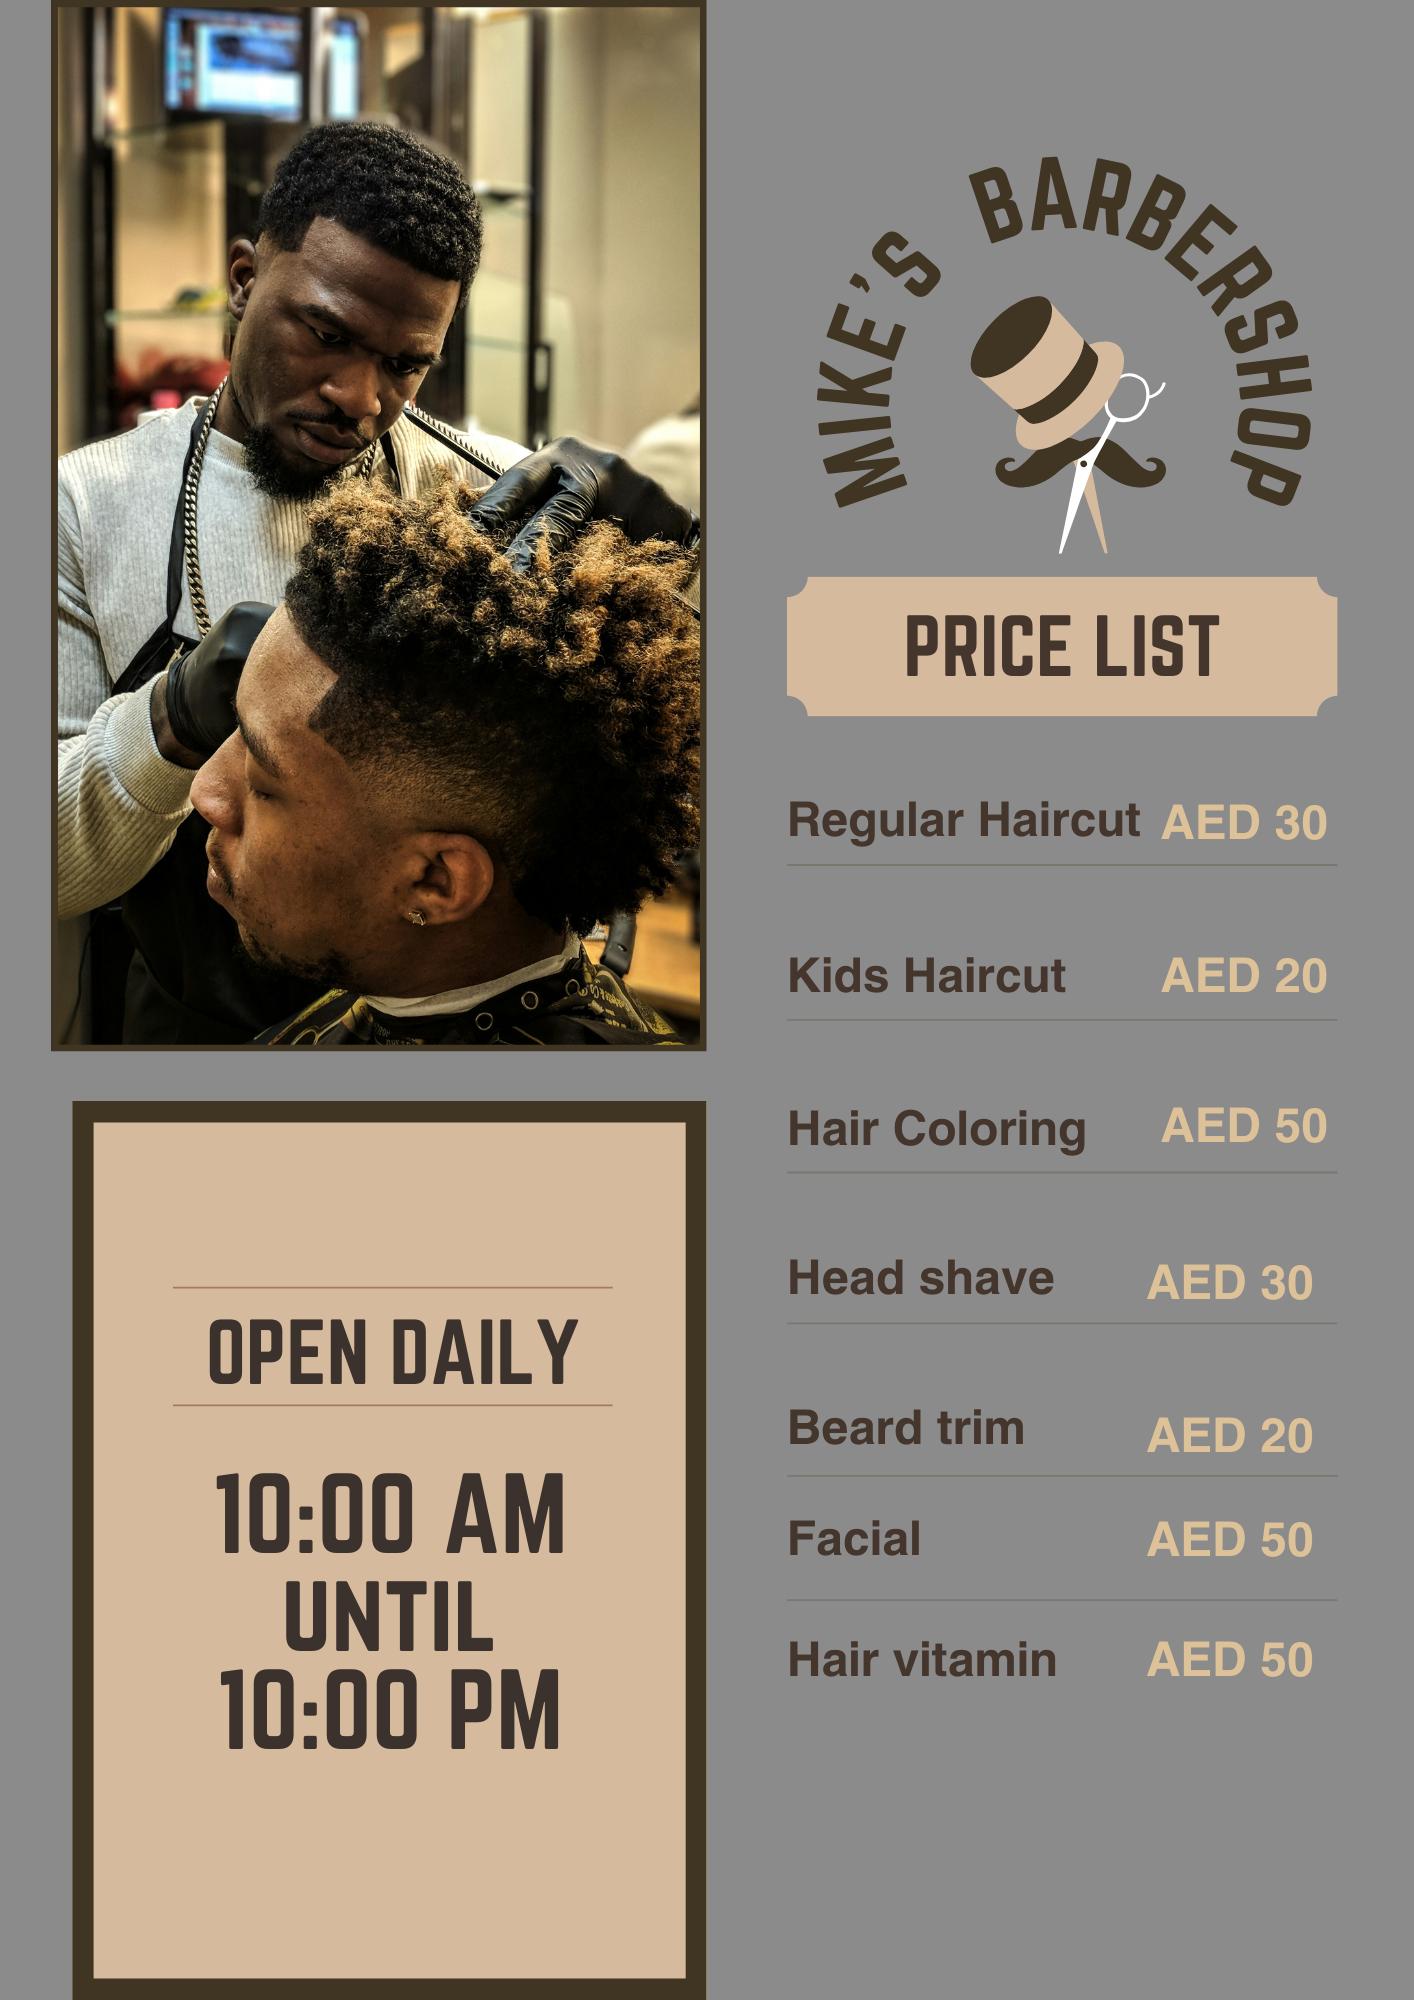 MIKE'S BARBERSHOP
PRICE LIST
Regular Haircut AED 30
Kids Haircut AED 20
Hair Coloring AED 50
Head shave AED 30
Beard trim AED 20
Facial AED 50
Hair vitamin AED 50
OPEN DAILY
10:00 AM
UNTIL
10:00 PM